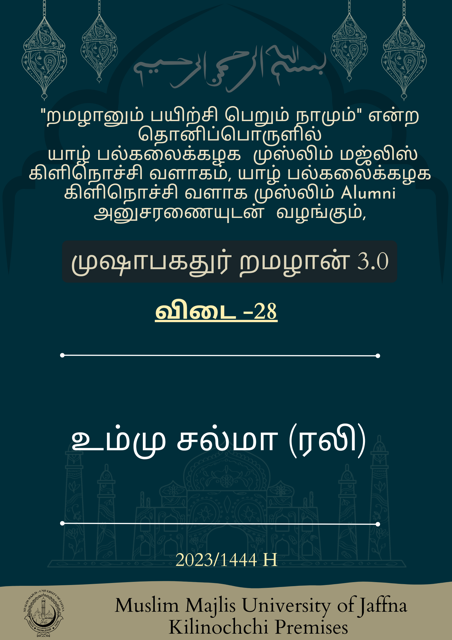 بسم الله الرحمن الرحيم
"றமழானும் பயிற்சி பெறும் நாமும்" என்ற
தொனிப்பொருளில்
யாழ் பல்கலைக்கழக முஸ்லிம் மஜ்லிஸ்
கிளிநொச்சி வளாகம், யாழ் பல்கலைக்கழக
கிளிநொச்சி வளாக முஸ்லிம் Alumni
அனுசரணையுடன் வழங்கும்,
முஷாபகதுர் றமழான் 3.0
விடை -28
உம்மு சல்மா (ரலி)
2023/1444 H
Muslim Majlis University of Jaffna
Kilinochchi Premises